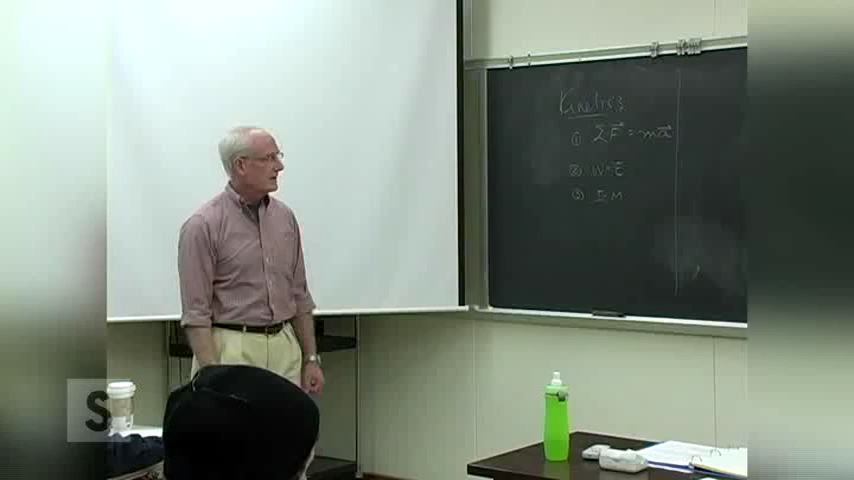 Kinetics
① ΣF⃗ = ma⃗
② W-E
③ I-M
S